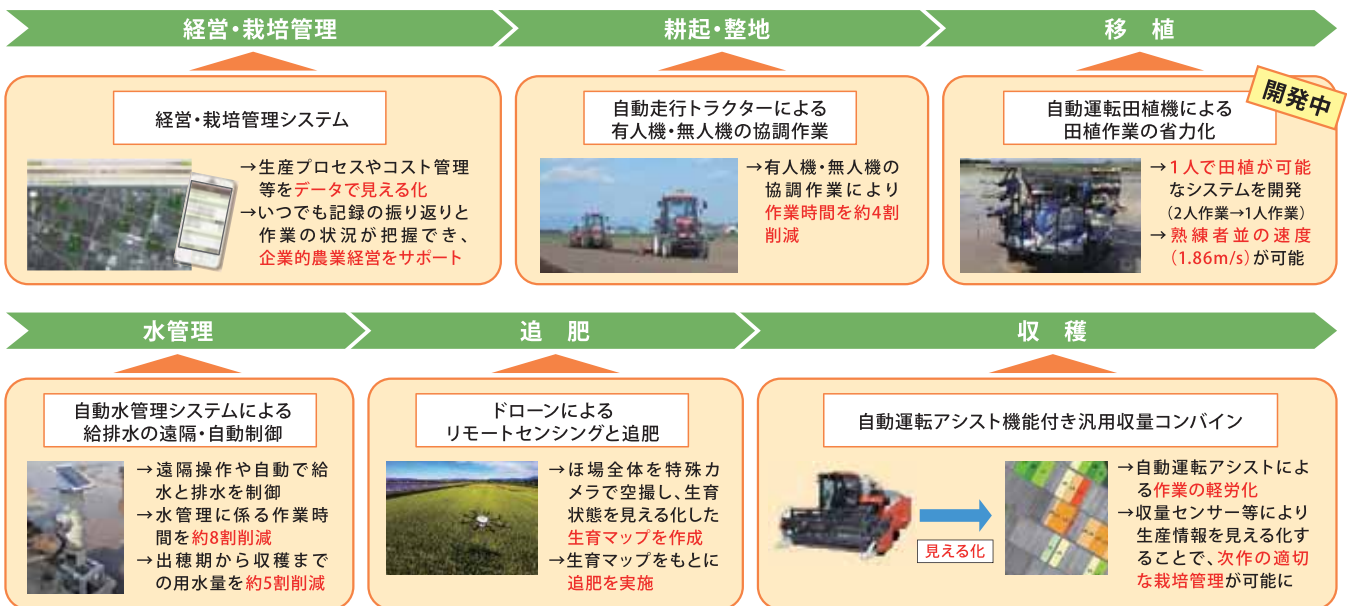 経営・栽培管理
耕起・整地
移　植
経営・栽培管理システム
→生産プロセスやコスト管理
等をデータで見える化
→いつでも記録の振り返りと
作業の状況が把握でき、
企業的農業経営をサポート
自動走行トラクターによる
有人機・無人機の協調作業
→有人機・無人機の
協調作業により
作業時間を約4割
削減
開発中
自動運転田植機による
田植作業の省力化
→1人で田植が可能
なシステムを開発
（2人作業→1人作業）
→熟練者並の速度
（1.86m/s）が可能
水管理
追　肥
収　穫
自動水管理システムによる
給排水の遠隔・自動制御
→遠隔操作や自動で給
水と排水を制御
→水管理に係る作業時
間を約8割削減
→出穂期から収穫まで
の用水量を約5割削減
ドローンによる
リモートセンシングと追肥
→ほ場全体を特殊カ
メラで空撮し、生育
状態を見える化した
生育マップを作成
→生育マップをもとに
追肥を実施
自動運転アシスト機能付き汎用収量コンバイン
見える化
→自動運転アシストによ
る作業の軽労化
→収量センサー等により
生産情報を見える化す
ることで、次作の適切
な栽培管理が可能に